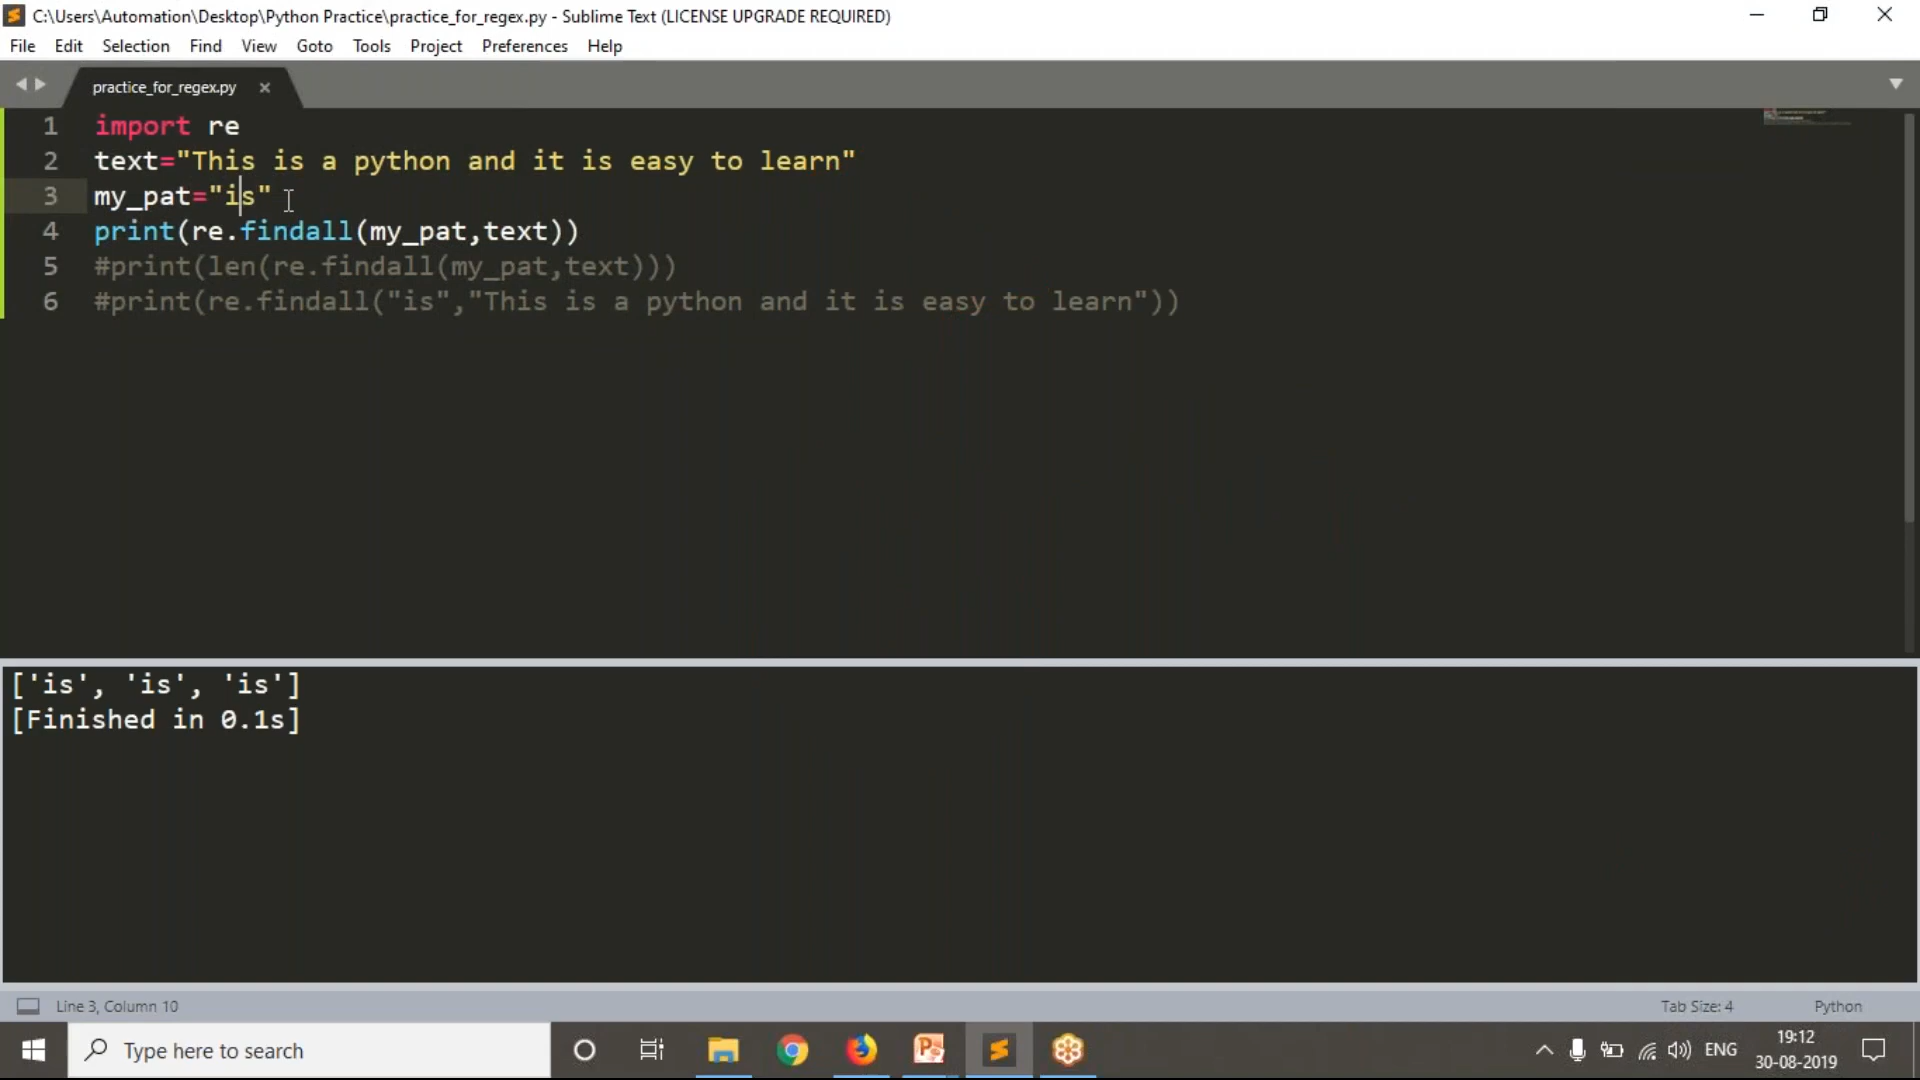 C:\Users\Automation\Desktop\Python Practice\practice_for_regex.py - Sublime Text (LICENSE UPGRADE REQUIRED)
File Edit Selection Find View Goto Tools Project Preferences Help
practice_for_regex.py
1 import re
2 text="This is a python and it is easy to learn"
3 my_pat="is"
4 print(re.findall(my_pat,text))
5 #print(len(re.findall(my_pat,text)))
6 #print(re.findall("is","This is a python and it is easy to learn"))
['is', 'is', 'is']
[Finished in 0.1s]
Line 3, Column 10 Tab Size: 4 Python
Type here to search ENG 19:12
30-08-2019